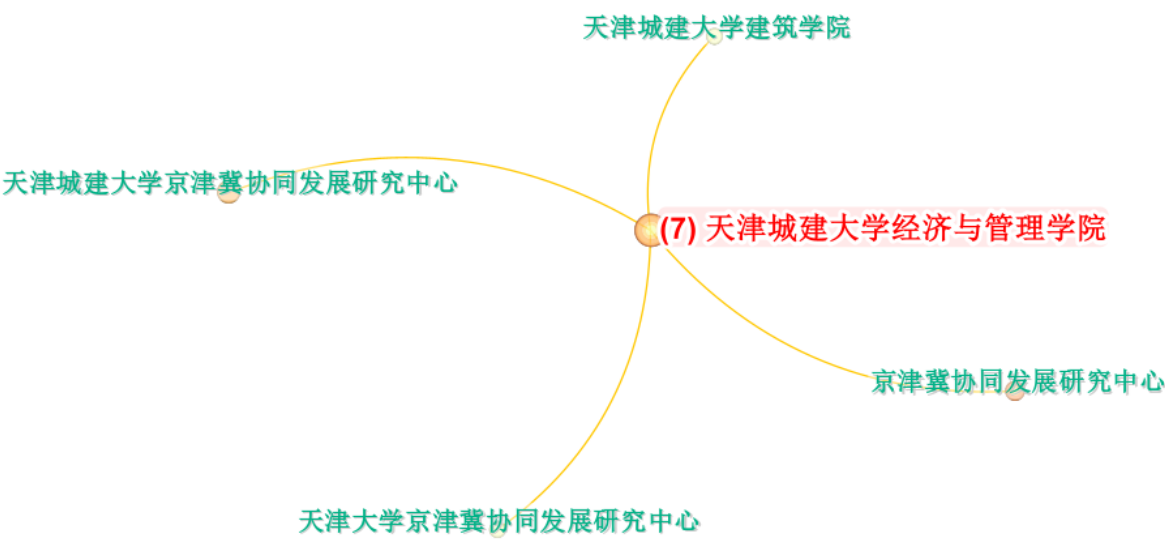 天津城建大学建筑学院
天津城建大学京津冀协同发展研究中心
(7) 天津城建大学经济与管理学院
京津冀协同发展研究中心
天津大学京津冀协同发展研究中心